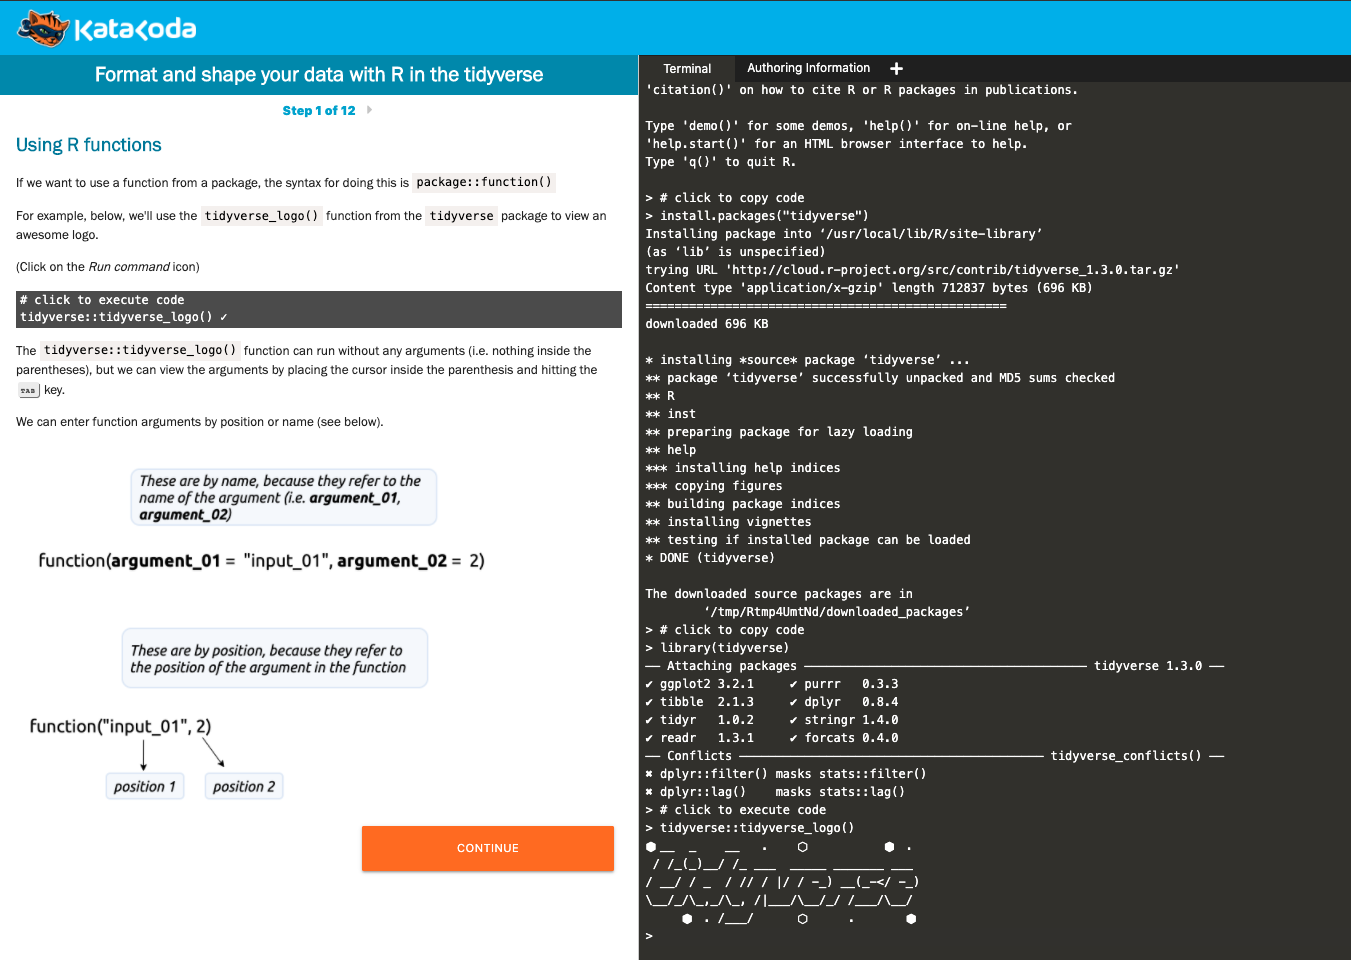 Katacoda
Format and shape your data with R in the tidyverse
Step 1 of 12
Using R functions
If we want to use a function from a package, the syntax for doing this is package::function()
For example, below, we'll use the tidyverse_logo() function from the tidyverse package to view an
awesome logo.
(Click on the Run command icon)
# click to execute code
tidyverse::tidyverse_logo() ✓
The tidyverse::tidyverse_logo() function can run without any arguments (i.e. nothing inside the
parentheses), but we can view the arguments by placing the cursor inside the parenthesis and hitting the
TAB key.
We can enter function arguments by position or name (see below).
These are by name, because they refer to the
name of the argument (i.e. argument_01,
argument_02)
function(argument_01 = "input_01", argument_02 = 2)
These are by position, because they refer to
the position of the argument in the function
function("input_01", 2)
position 1 position 2
CONTINUE
Terminal Authoring Information +
'citation()' on how to cite R or R packages in publications.
Type 'demo()' for some demos, 'help()' for on-line help, or
'help.start()' for an HTML browser interface to help.
Type 'q()' to quit R.
> # click to copy code
> install.packages("tidyverse")
Installing package into ‘/usr/local/lib/R/site-library’
(as ‘lib’ is unspecified)
trying URL 'http://cloud.r-project.org/src/contrib/tidyverse_1.3.0.tar.gz'
Content type 'application/x-gzip' length 712837 bytes (696 KB)
==================================================
downloaded 696 KB
* installing *source* package ‘tidyverse’ ...
** package ‘tidyverse’ successfully unpacked and MD5 sums checked
** R
** inst
** preparing package for lazy loading
** help
*** installing help indices
*** copying figures
** building package indices
** installing vignettes
** testing if installed package can be loaded
* DONE (tidyverse)
The downloaded source packages are in
‘/tmp/Rtmp4UmtNd/downloaded_packages’
> # click to copy code
> library(tidyverse)
── Attaching packages ─────────────────────────────────────── tidyverse 1.3.0 ──
✔ ggplot2 3.2.1     ✔ purrr   0.3.3
✔ tibble  2.1.3     ✔ dplyr   0.8.4
✔ tidyr   1.0.2     ✔ stringr 1.4.0
✔ readr   1.3.1     ✔ forcats 0.4.0
── Conflicts ────────────────────────────────────────── tidyverse_conflicts() ──
✖ dplyr::filter() masks stats::filter()
✖ dplyr::lag()    masks stats::lag()
> # click to execute code
> tidyverse::tidyverse_logo()
⬢ __  _    __   .    ⬡           ⬢  .
 / /_(_)__/ /_ ___  _____ _______ ___
/ __/ / _  / // / |/ / -_) __(_-</ -_)
\__/_/\_,_/\_, /|___/\__/_/ /___/\__/
     ⬢  . /___/      ⬡      .       ⬢
>